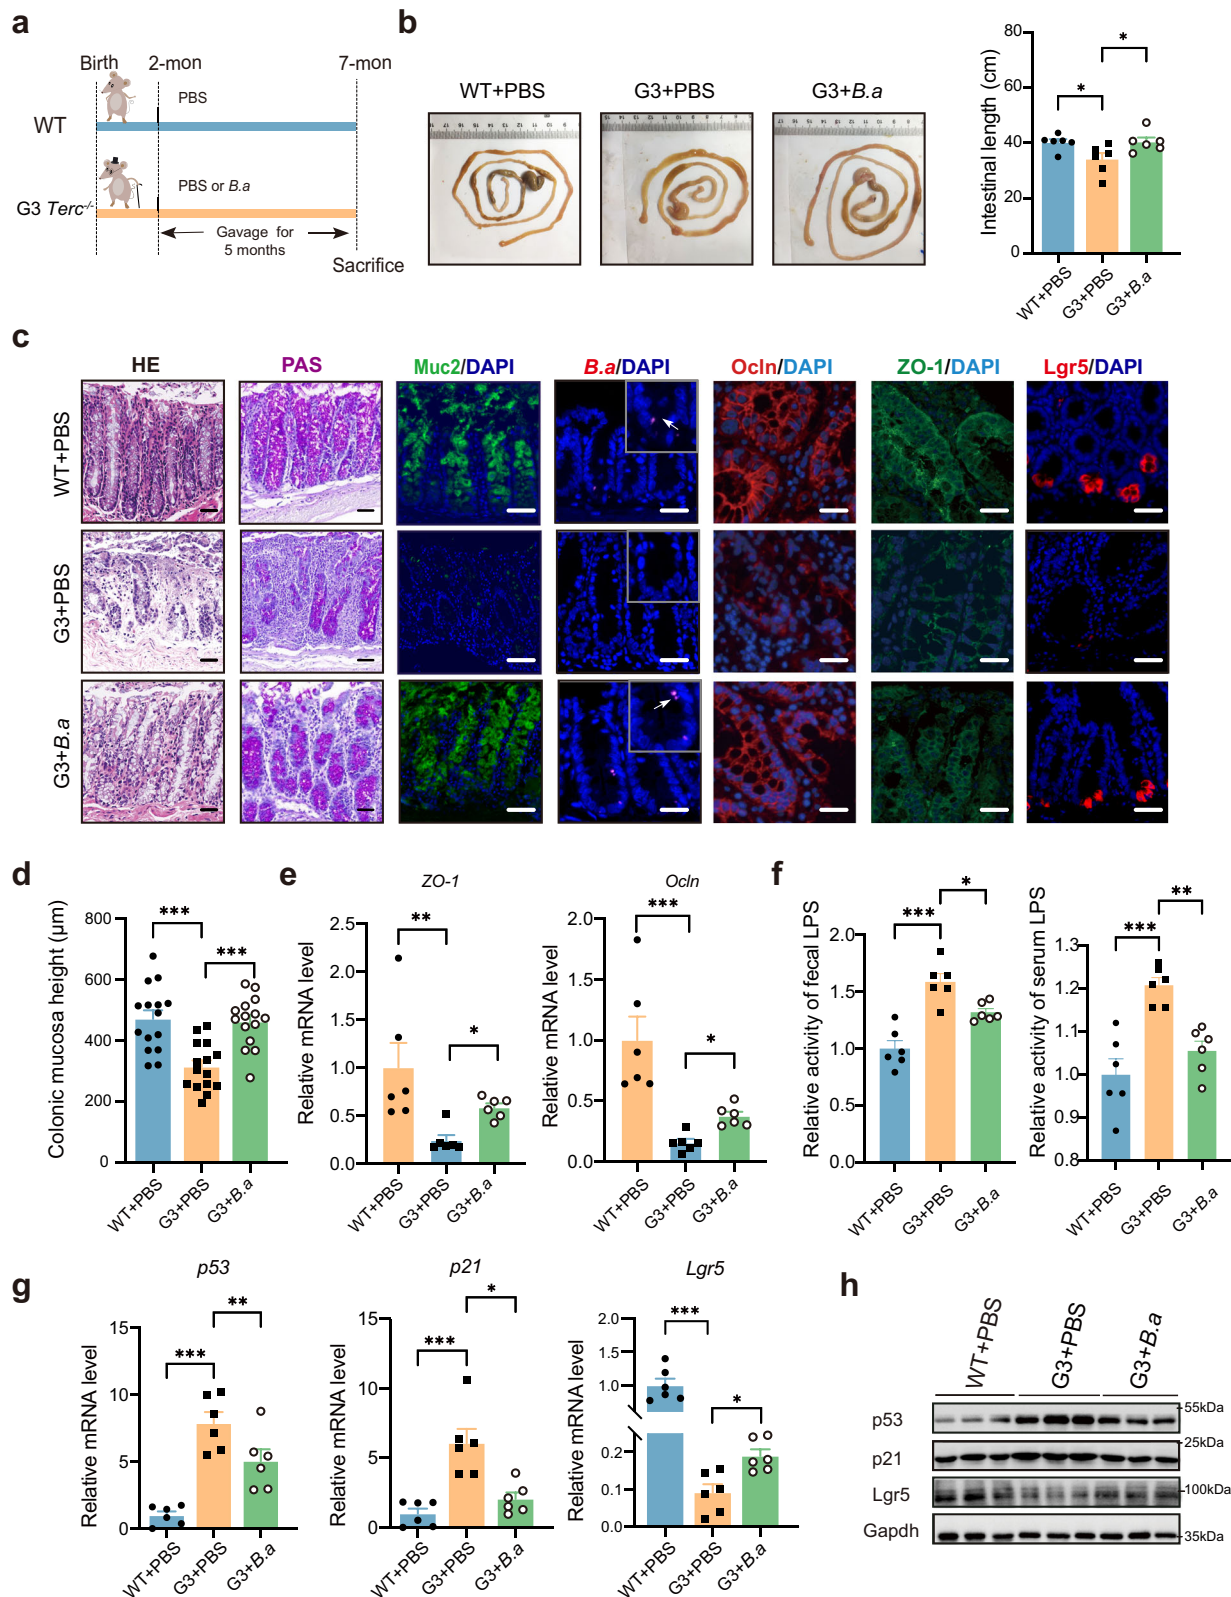 a
Birth 2-mon 7-mon
PBS
WT
PBS or B.a
G3 Terc-/-
Gavage for
5 months
Sacrifice
b
WT+PBS G3+PBS G3+B.a
Intestinal length (cm)
80
60
40
20
0
* *
WT+PBS G3+PBS G3+B.a
c
HE PAS Muc2/DAPI B.a/DAPI Ocln/DAPI ZO-1/DAPI Lgr5/DAPI
WT+PBS
G3+PBS
G3+B.a
d
Colonic mucosa height (μm)
800
600
400
200
0
*** ***
WT+PBS G3+PBS G3+B.a
e
ZO-1
Relative mRNA level
2.5
2.0
1.5
1.0
0.5
0.0
** *
WT+PBS G3+PBS G3+B.a
Ocln
Relative mRNA level
2.0
1.5
1.0
0.5
0.0
*** *
WT+PBS G3+PBS G3+B.a
f
Relative activity of fecal LPS
2.0
1.5
1.0
0.5
0.0
*** *
WT+PBS G3+PBS G3+B.a
Relative activity of serum LPS
1.3
1.2
1.1
1.0
0.9
0.8
*** **
WT+PBS G3+PBS G3+B.a
g
p53
Relative mRNA level
15
10
5
0
*** **
WT+PBS G3+PBS G3+B.a
p21
Relative mRNA level
15
10
5
0
*** *
WT+PBS G3+PBS G3+B.a
Lgr5
Relative mRNA level
2.0
1.5
1.0
0.2
0.1
0.0
*** *
WT+PBS G3+PBS G3+B.a
h
WT+PBS G3+PBS G3+B.a
p53 -55kDa
p21 -25kDa
Lgr5 -100kDa
Gapdh -35kDa